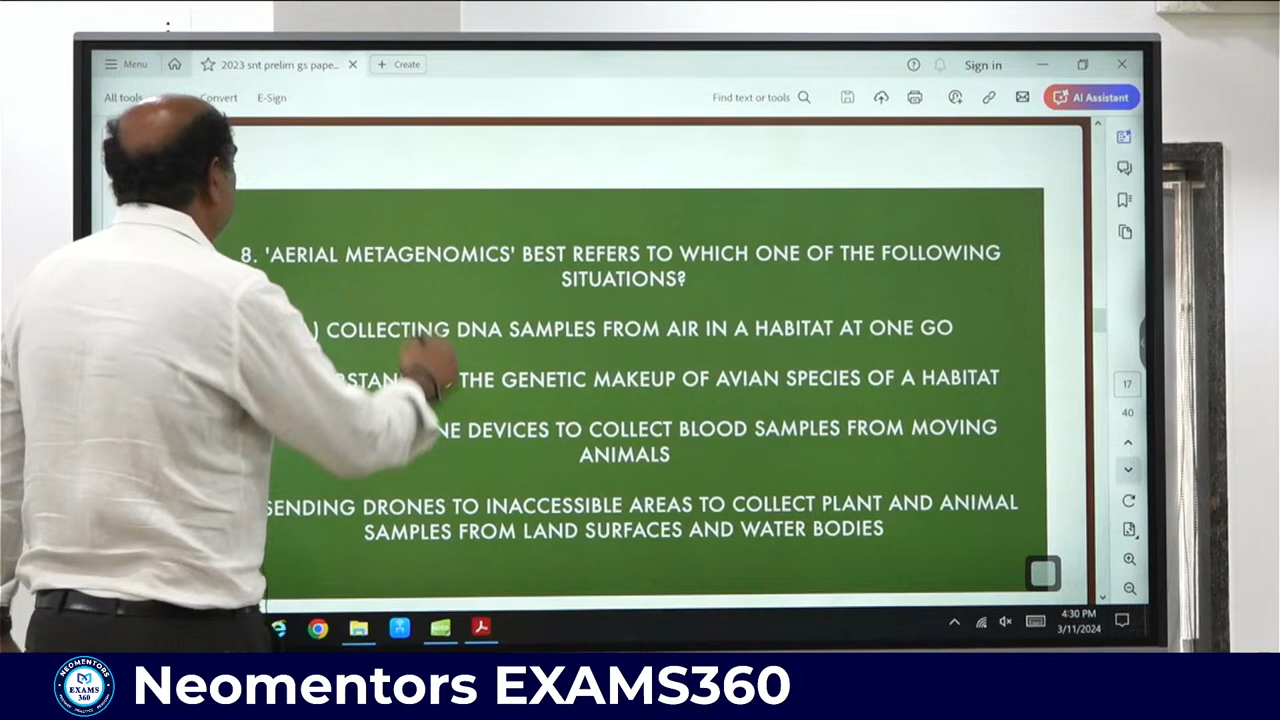 Menu
2023 snt prelim gs pape...
Create
Sign in
All tools
Convert
E-Sign
Find text or tools
AI Assistant
8. 'AERIAL METAGENOMICS' BEST REFERS TO WHICH ONE OF THE FOLLOWING
SITUATIONS?
) COLLECTING DNA SAMPLES FROM AIR IN A HABITAT AT ONE GO
THE GENETIC MAKEUP OF AVIAN SPECIES OF A HABITAT
DEVICES TO COLLECT BLOOD SAMPLES FROM MOVING
ANIMALS
SENDING DRONES TO INACCESSIBLE AREAS TO COLLECT PLANT AND ANIMAL
SAMPLES FROM LAND SURFACES AND WATER BODIES
17
40
4:30 PM
3/11/2024
NEOMENTORS
EXAMS
360
Neomentors EXAMS360